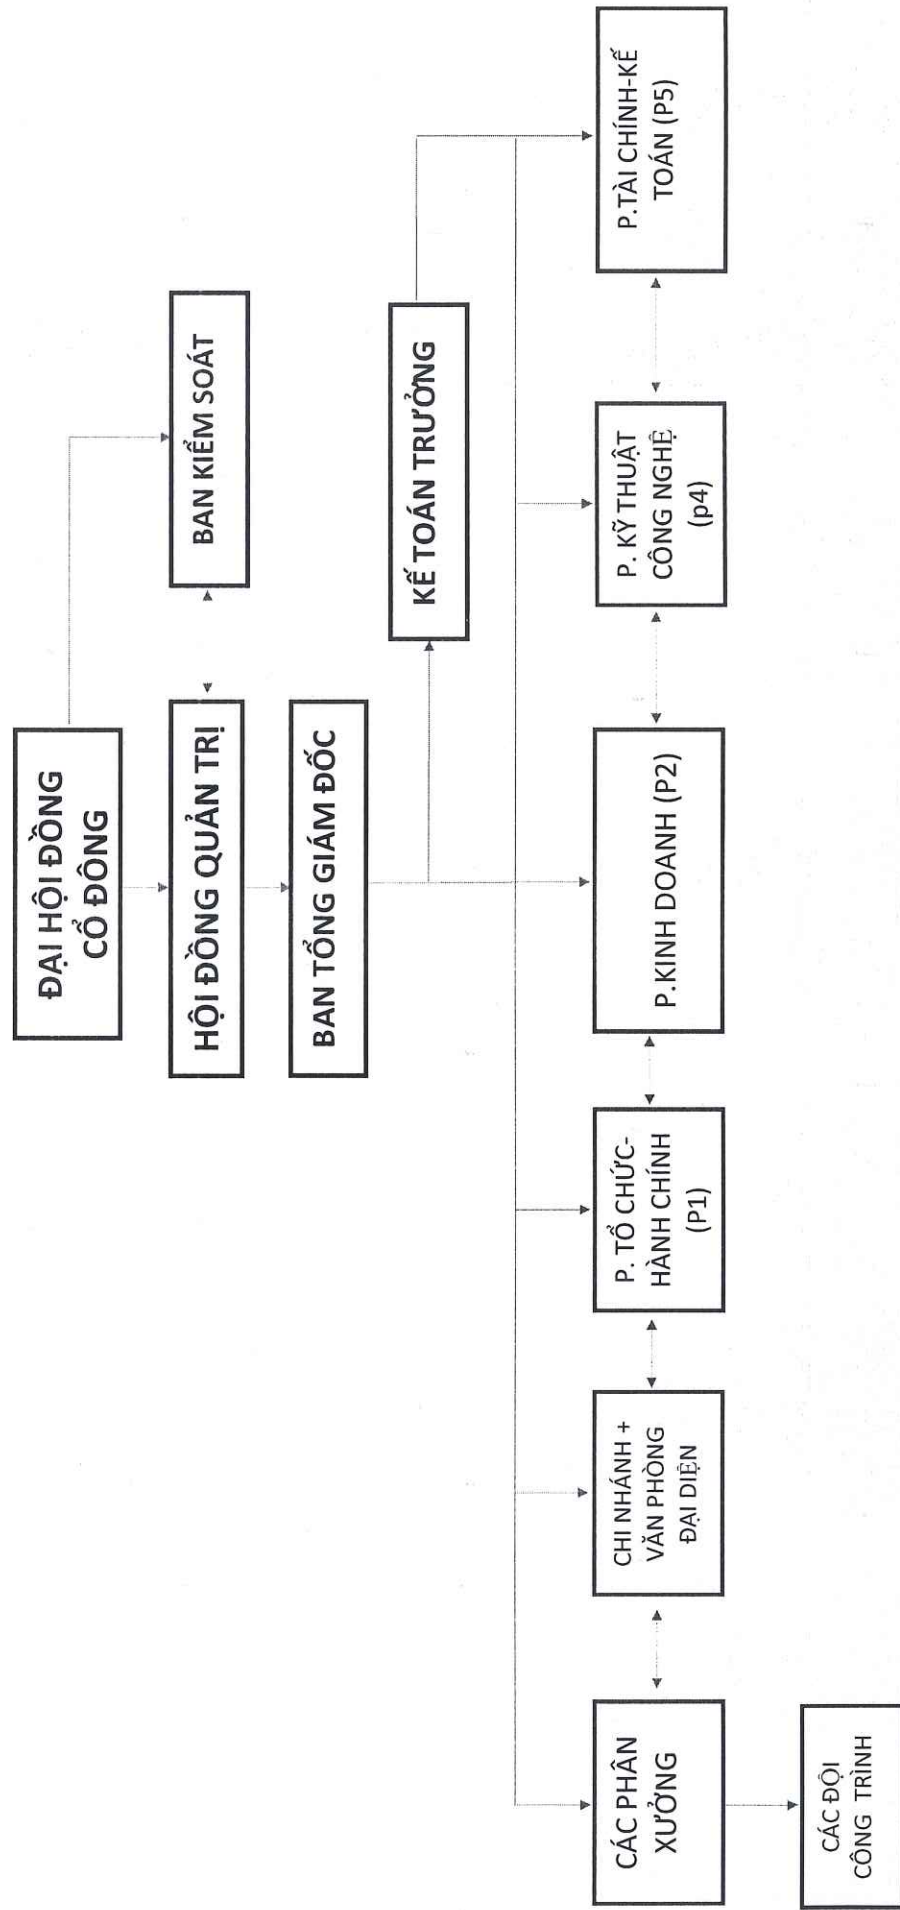 ĐẠI HỘI ĐỒNG
CỔ ĐÔNG
HỘI ĐỒNG QUẢN TRỊ
BAN KIỂM SOÁT
BAN TỔNG GIÁM ĐỐC
KẾ TOÁN TRƯỞNG
CÁC PHÂN
XƯỞNG
CHI NHÁNH +
VĂN PHÒNG
ĐẠI DIỆN
P. TỔ CHỨC-
HÀNH CHÍNH
(P1)
P.KINH DOANH (P2)
P. KỸ THUẬT
CÔNG NGHỆ
(p4)
P.TÀI CHÍNH-KẾ
TOÁN (P5)
CÁC ĐỘI
CÔNG TRÌNH